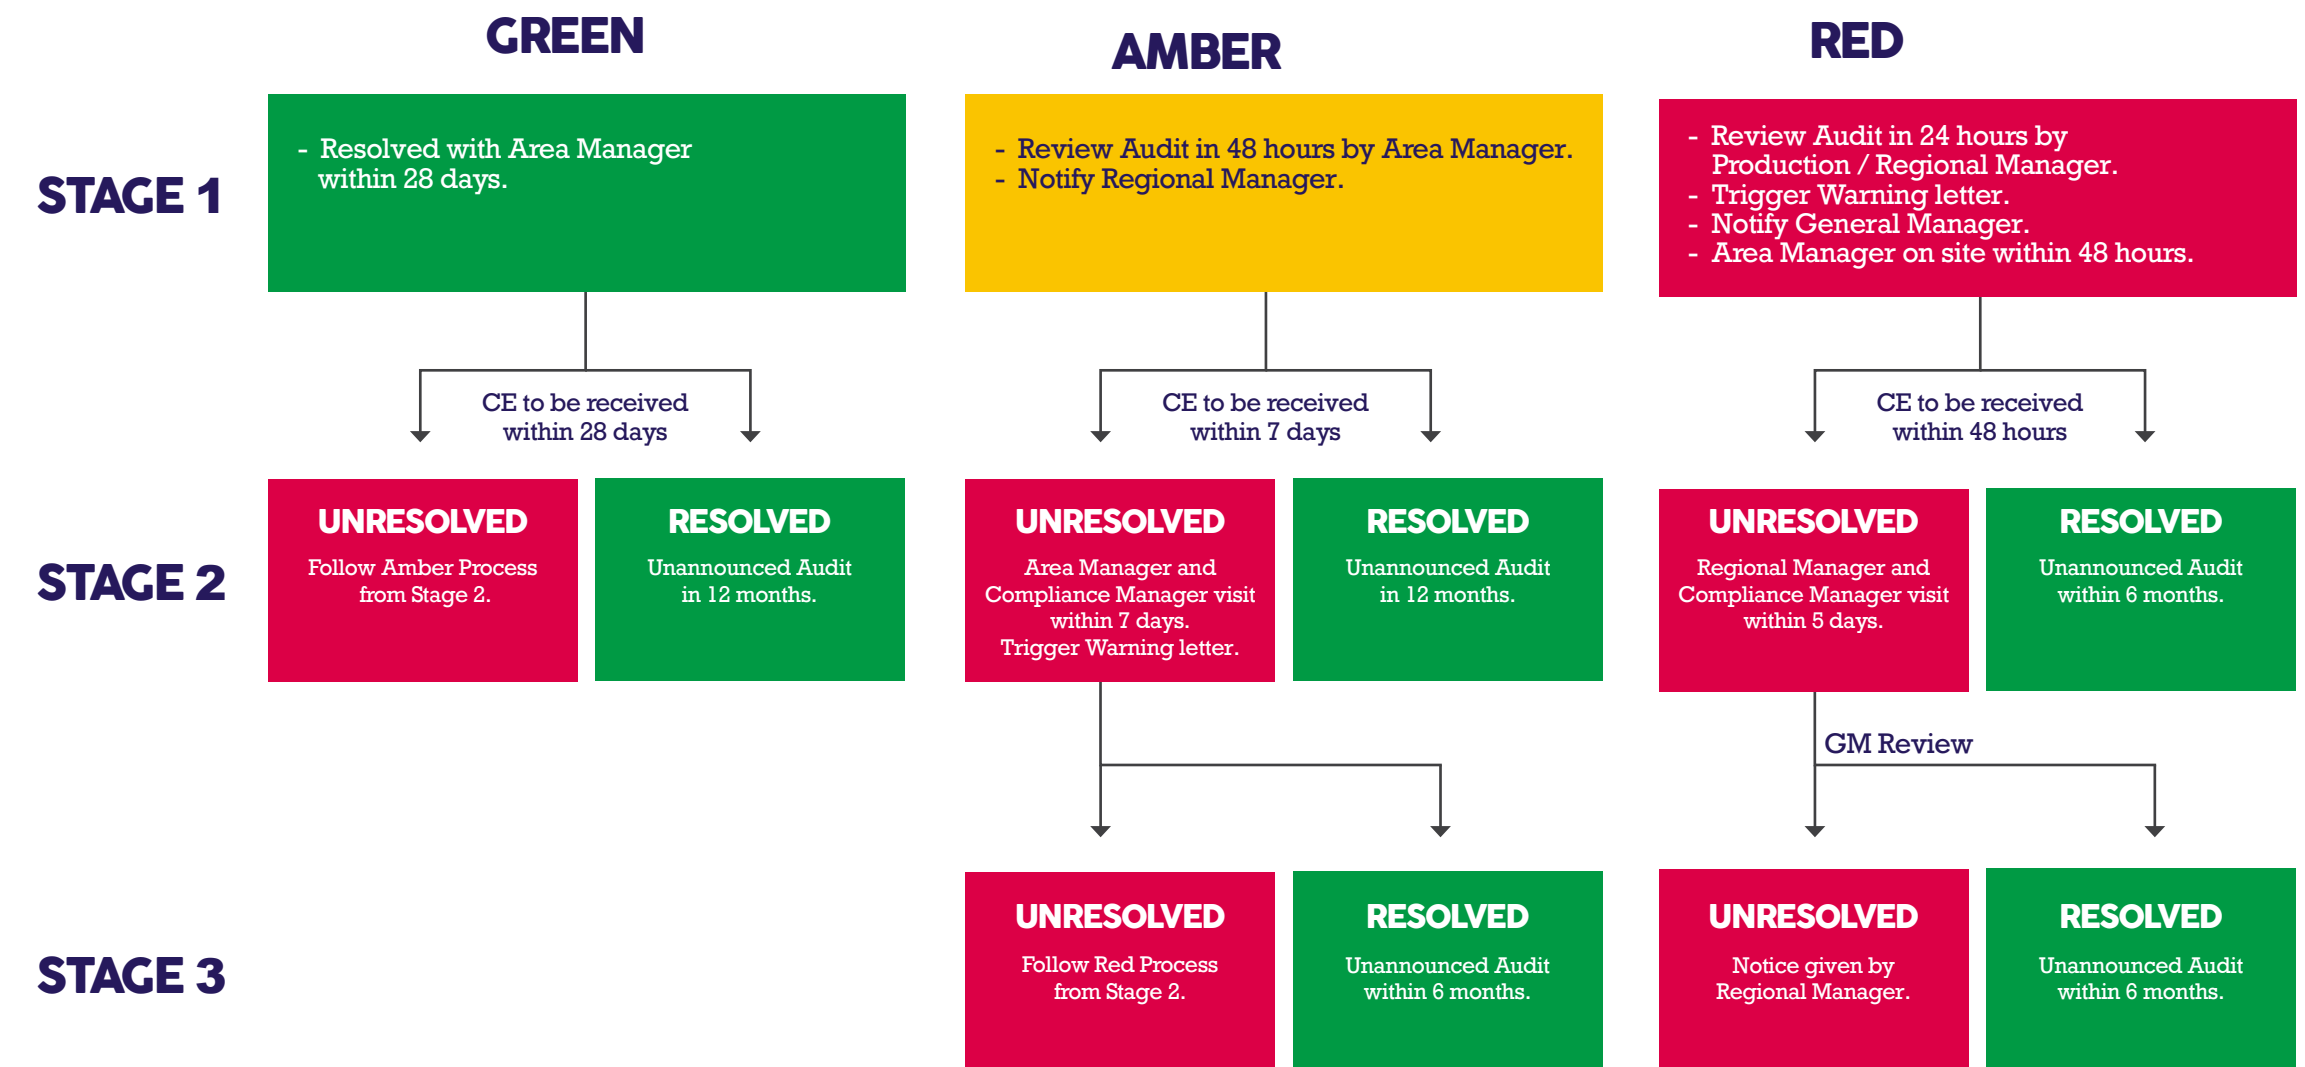 GREEN
AMBER
RED
STAGE 1
- Resolved with Area Manager
within 28 days.
- Review Audit in 48 hours by Area Manager.
- Notify Regional Manager.
- Review Audit in 24 hours by
Production / Regional Manager.
- Trigger Warning letter.
- Notify General Manager.
- Area Manager on site within 48 hours.
CE to be received
within 28 days
CE to be received
within 7 days
CE to be received
within 48 hours
STAGE 2
UNRESOLVED
Follow Amber Process
from Stage 2.
RESOLVED
Unannounced Audit
in 12 months.
UNRESOLVED
Area Manager and
Compliance Manager visit
within 7 days.
Trigger Warning letter.
RESOLVED
Unannounced Audit
in 12 months.
UNRESOLVED
Regional Manager and
Compliance Manager visit
within 5 days.
RESOLVED
Unannounced Audit
within 6 months.
GM Review
STAGE 3
UNRESOLVED
Follow Red Process
from Stage 2.
RESOLVED
Unannounced Audit
within 6 months.
UNRESOLVED
Notice given by
Regional Manager.
RESOLVED
Unannounced Audit
within 6 months.